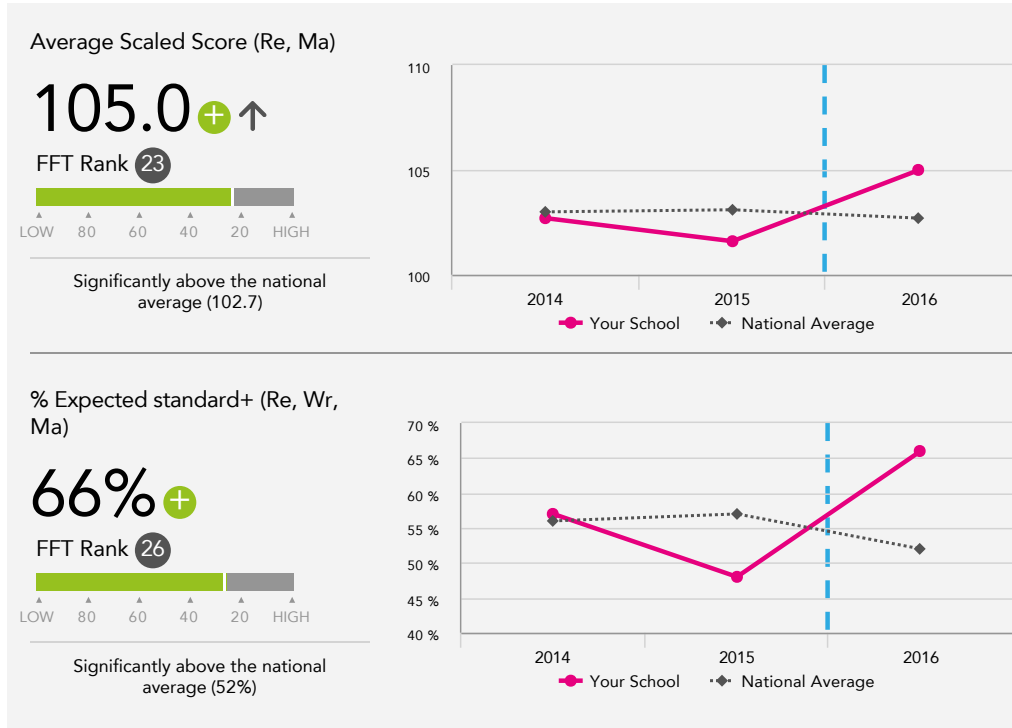 Average Scaled Score (Re, Ma)
105.0
FFT Rank 23
LOW 80 60 40 20 HIGH
Significantly above the national
average (102.7)
110
105
100
2014 2015 2016
Your School National Average
% Expected standard+ (Re, Wr,
Ma)
66%
FFT Rank 26
LOW 80 60 40 20 HIGH
Significantly above the national
average (52%)
70 %
65 %
60 %
55 %
50 %
45 %
40 %
2014 2015 2016
Your School National Average